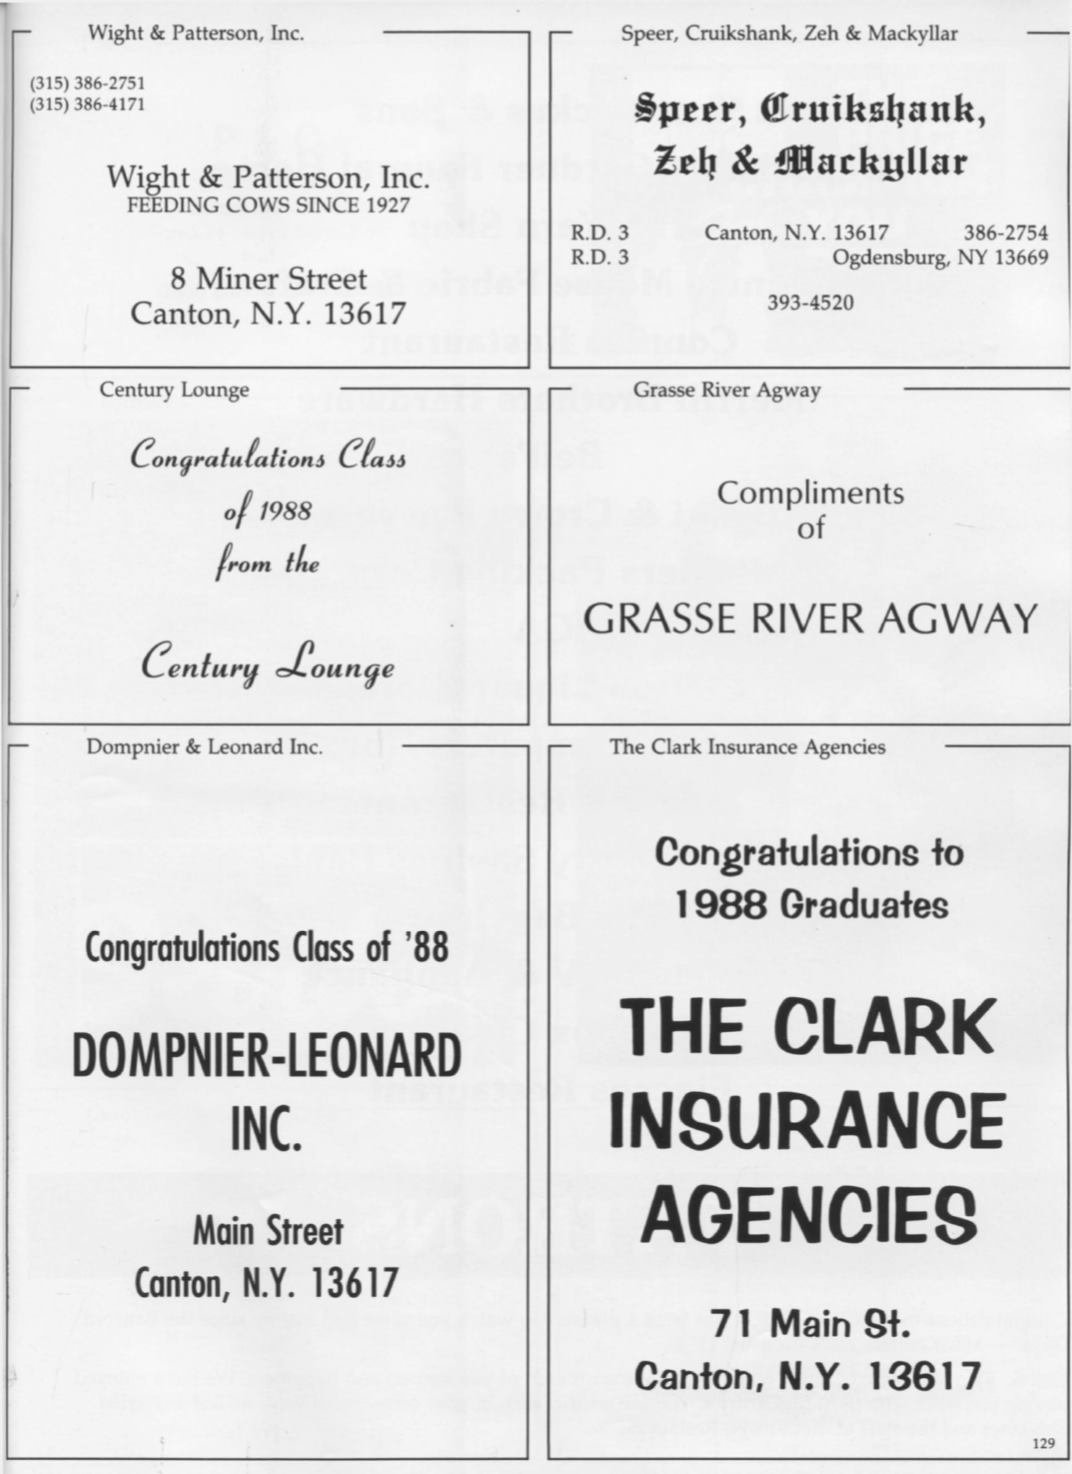 Wight & Patterson, Inc.
(315) 386-2751
(315) 386-4171
Wight & Patterson, Inc.
FEEDING COWS SINCE 1927
8 Miner Street
Canton, N.Y. 13617
Speer, Cruikshank, Zeh & Mackyllar
Speer, Cruikshank,
Zeh & Mackyllar
R.D. 3 Canton, N.Y. 13617 386-2754
R.D. 3 Ogdensburg, NY 13669
393-4520
Century Lounge
Congratulations Class
of 1988
from the
Century Lounge
Grasse River Agway
Compliments
of
GRASSE RIVER AGWAY
Dompnier & Leonard Inc.
Congratulations Class of '88
DOMPNIER-LEONARD
INC.
Main Street
Canton, N.Y. 13617
The Clark Insurance Agencies
Congratulations to
1988 Graduates
THE CLARK
INSURANCE
AGENCIES
71 Main St.
Canton, N.Y. 13617
129